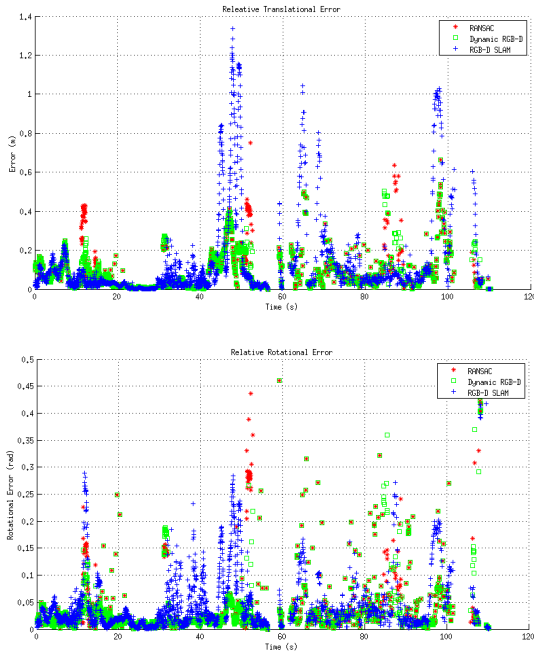 Releative Translational Error
1.4
1.2
1
0.8
0.6
0.4
0.2
0
Error (m)
RANSAC
Dynamic RGB-D
RGB-D SLAM
0 20 40 60 80 100 120
Time (s)
Relative Rotational Error
0,5
0,45
0,4
0,35
0,3
0,25
0,2
0,15
0,1
0,05
0
Rotational Error (rad)
RANSAC
Dynamic RGB-D
RGB-D SLAM
0 20 40 60 80 100 120
Time (s)